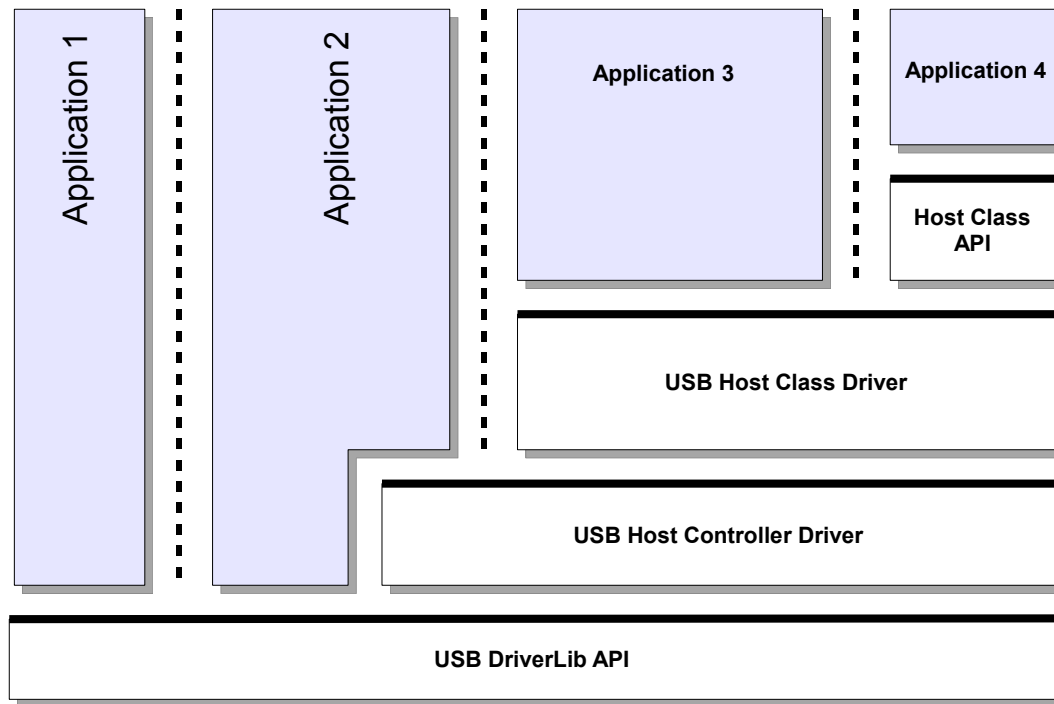 Application 1
Application 2
Application 3
Application 4
Host Class
API
USB Host Class Driver
USB Host Controller Driver
USB DriverLib API